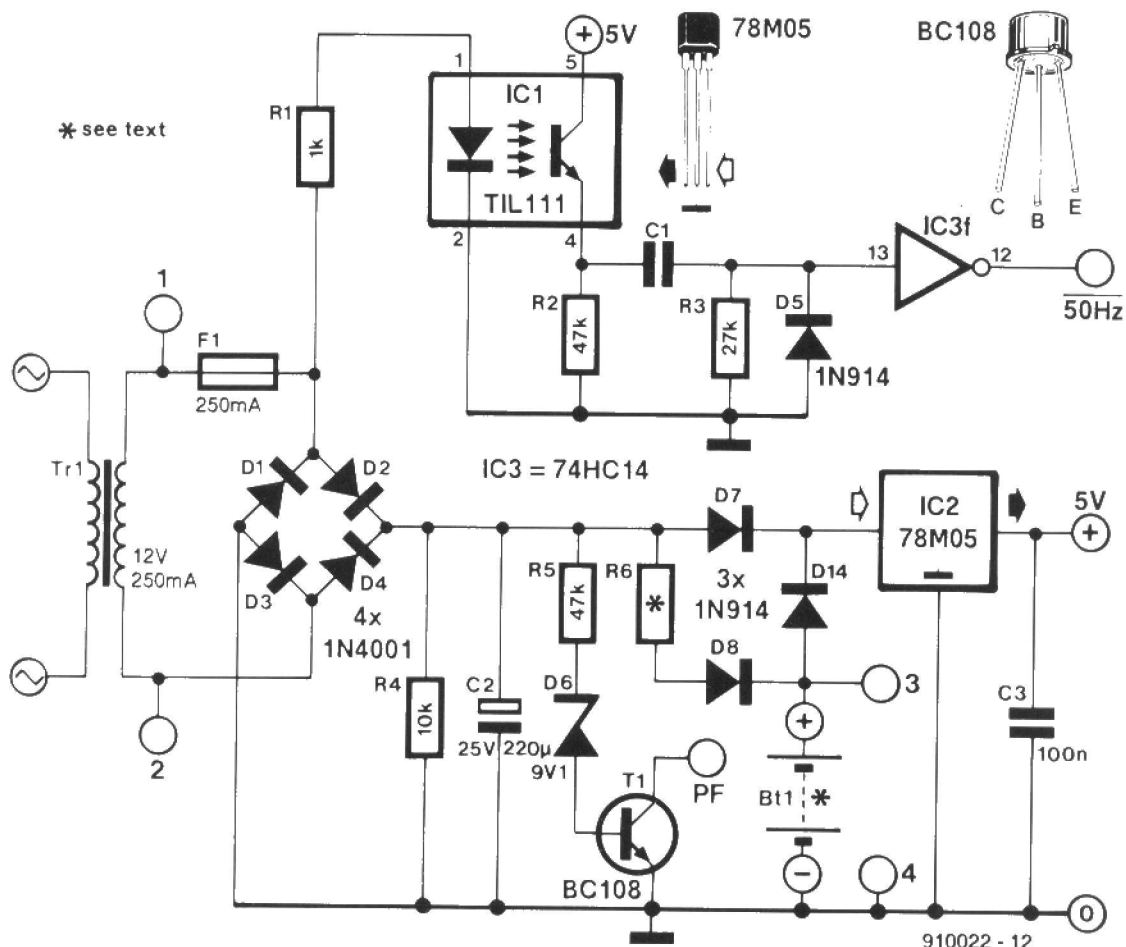 5V
78M05
BC108
1
5
IC1
R1
1k
* see text
TIL111
2
4
C1
C
B
E
IC3f
13
12
50Hz
R2
47k
R3
27k
D5
1N914
1
F1
250mA
Tr1
12V
250mA
D1
D2
D3
D4
4x
1N4001
IC3 = 74HC14
D7
3x
1N914
IC2
78M05
5V
R5
47k
R6
*
D14
D8
3
R4
10k
C2
25V
220µ
D6
9V1
T1
PF
BC108
Bt1
*
C3
100n
2
4
0
910022 - 12